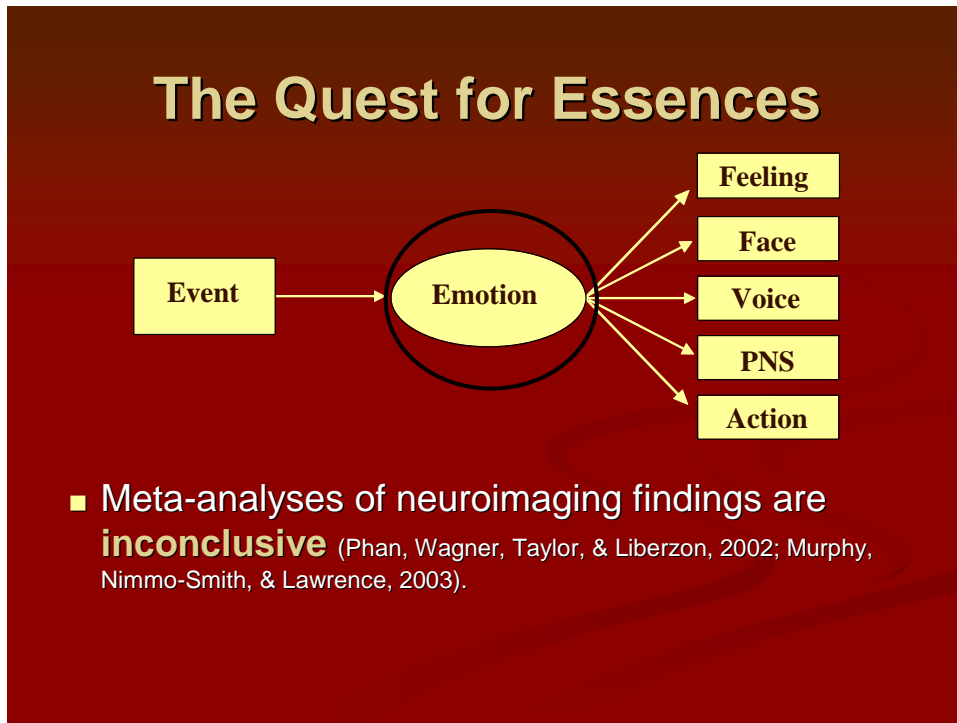 The Quest for Essences
Feeling
Face
Event
Emotion
Voice
PNS
Action
Meta-analyses of neuroimaging findings are
inconclusive (Phan, Wagner, Taylor, & Liberzon, 2002; Murphy,
Nimmo-Smith, & Lawrence, 2003).